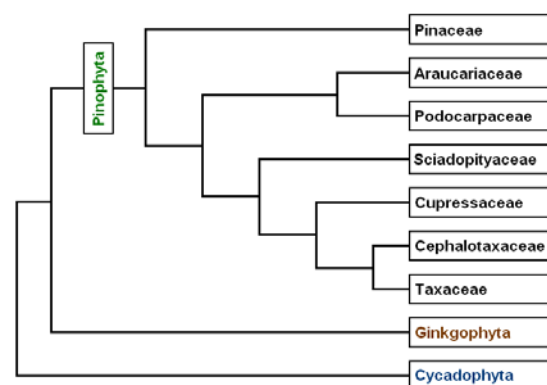 Pinophyta
Pinaceae
Araucariaceae
Podocarpaceae
Sciadopityaceae
Cupressaceae
Cephalotaxaceae
Taxaceae
Ginkgophyta
Cycadophyta